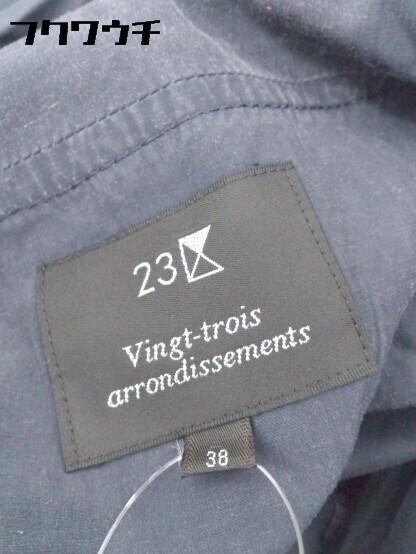 フクワウチ
23区
Vingt-trois
arrondissements
38